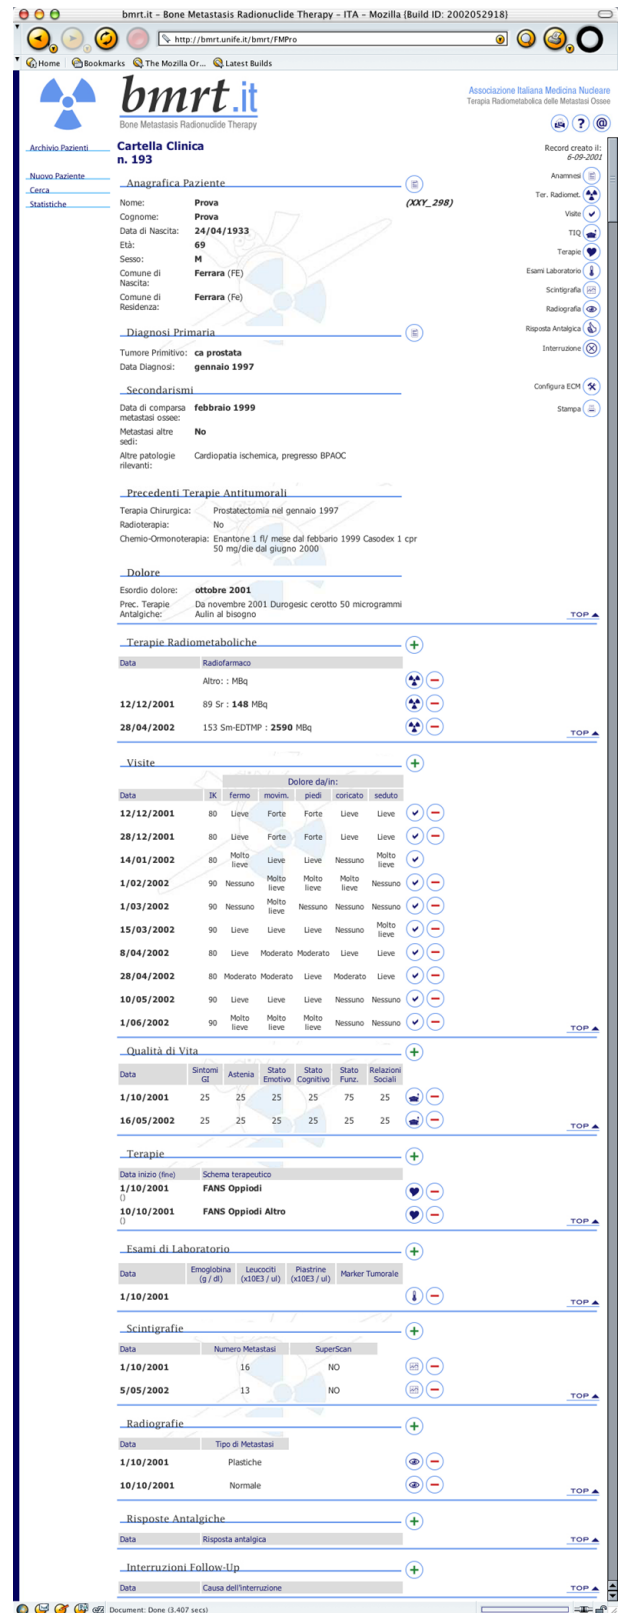 bmrt.it - Bone Metastasis Radionuclide Therapy - ITA - Mozilla {Build ID: 2002052918}
http://bmrt.unife.it/bmrt/FMPro
Home Bookmarks The Mozilla Or... Latest Builds
bmrt.it
Bone Metastasis Radionuclide Therapy
Associazione Italiana Medicina Nucleare
Terapia Radiometabolica delle Metastasi Ossee
? @
Archivio Pazienti
Nuovo Paziente
Cerca
Statistiche
Cartella Clinica
n. 193
Record creato il:
6-09-2001
Anamnesi
Ter. Radiomet.
Visite
TIQ
Terapie
Esami Laboratorio
Scintigrafia
Radiografia
Risposta Antalgica
Interruzione
Configura ECM
Stampa
Anagrafica Paziente
Nome: Prova (XXY_298)
Cognome: Prova
Data di Nascita: 24/04/1933
Età: 69
Sesso: M
Comune di Nascita: Ferrara (FE)
Comune di Residenza: Ferrara (Fe)
Diagnosi Primaria
Tumore Primitivo: ca prostata
Data Diagnosi: gennaio 1997
Secondarismi
Data di comparsa metastasi ossee: febbraio 1999
Metastasi altre sedi: No
Altre patologie rilevanti: Cardiopatia ischemica, pregresso BPAOC
Precedenti Terapie Antitumorali
Terapia Chirurgica: Prostatectomia nel gennaio 1997
Radioterapia: No
Chemio-Ormonoterapia: Enantone 1 fl/ mese dal febbario 1999 Casodex 1 cpr
50 mg/die dal giugno 2000
Dolore
Esordio dolore: ottobre 2001
Prec. Terapie Antalgiche: Da novembre 2001 Durogesic cerotto 50 microgrammi
Aulin al bisogno
TOP
Terapie Radiometaboliche
Data Radiofarmaco
Altro: : MBq
12/12/2001 89 Sr : 148 MBq
28/04/2002 153 Sm-EDTMP : 2590 MBq
TOP
Visite
Dolore da/in:
Data IK fermo movim. piedi coricato seduto
12/12/2001 80 Lieve Forte Forte Lieve Lieve
28/12/2001 80 Lieve Forte Forte Lieve Lieve
14/01/2002 80 Molto lieve Lieve Lieve Nessuno Molto lieve
1/02/2002 90 Nessuno Molto lieve Molto lieve Molto lieve Nessuno
1/03/2002 90 Nessuno Molto lieve Nessuno Nessuno Nessuno
15/03/2002 90 Lieve Lieve Lieve Nessuno Molto lieve
8/04/2002 80 Lieve Moderato Moderato Lieve Lieve
28/04/2002 80 Moderato Moderato Lieve Moderato Lieve
10/05/2002 90 Lieve Lieve Lieve Nessuno Nessuno
1/06/2002 90 Molto lieve Molto lieve Molto lieve Nessuno Nessuno
TOP
Qualità di Vita
Data Sintomi GI Astenia Stato Emotivo Stato Cognitivo Stato Funz. Relazioni Sociali
1/10/2001 25 25 25 25 75 25
16/05/2002 25 25 25 25 25 25
TOP
Terapie
Data inizio (fine) Schema terapeutico
1/10/2001 FANS Oppiodi
()
10/10/2001 FANS Oppiodi Altro
()
TOP
Esami di Laboratorio
Data Emoglobina (g / dl) Leucociti (x10E3 / ul) Piastrine (x10E3 / ul) Marker Tumorale
1/10/2001
TOP
Scintigrafie
Data Numero Metastasi SuperScan
1/10/2001 16 NO
5/05/2002 13 NO
TOP
Radiografie
Data Tipo di Metastasi
1/10/2001 Plastiche
10/10/2001 Normale
TOP
Risposte Antalgiche
Data Risposta antalgica
TOP
Interruzioni Follow-Up
Data Causa dell'interruzione
TOP
Document: Done (3.407 secs)